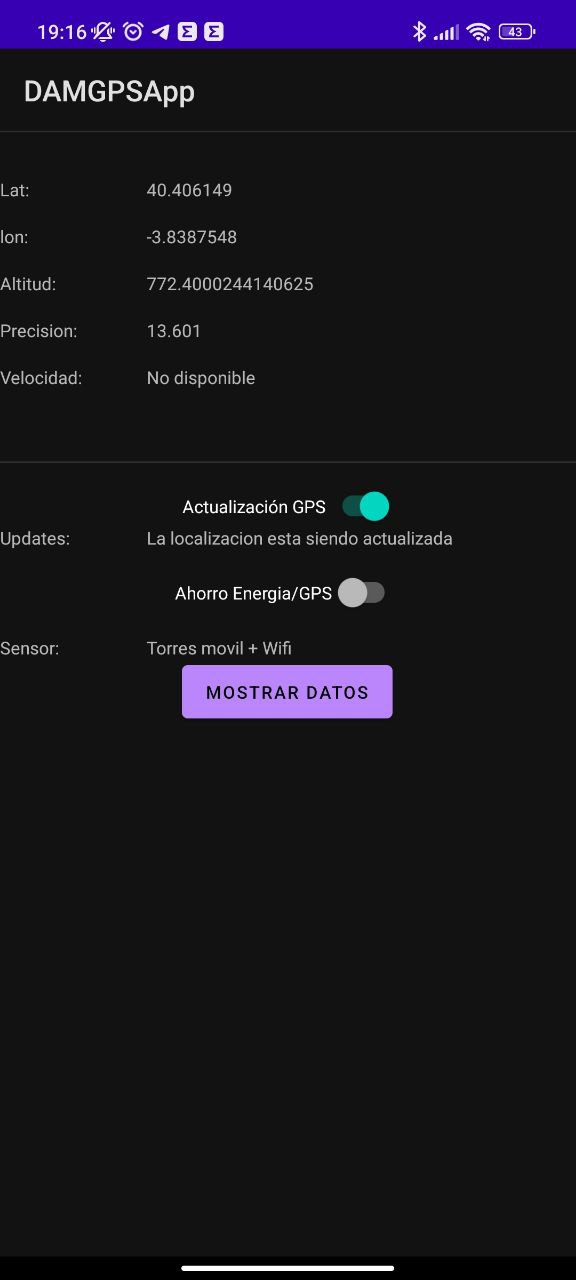 19:16 43
DAMGPSApp
Lat: 40.406149
lon: -3.8387548
Altitud: 772.4000244140625
Precision: 13.601
Velocidad: No disponible
Actualización GPS
Updates: La localizacion esta siendo actualizada
Ahorro Energia/GPS
Sensor: Torres movil + Wifi
MOSTRAR DATOS